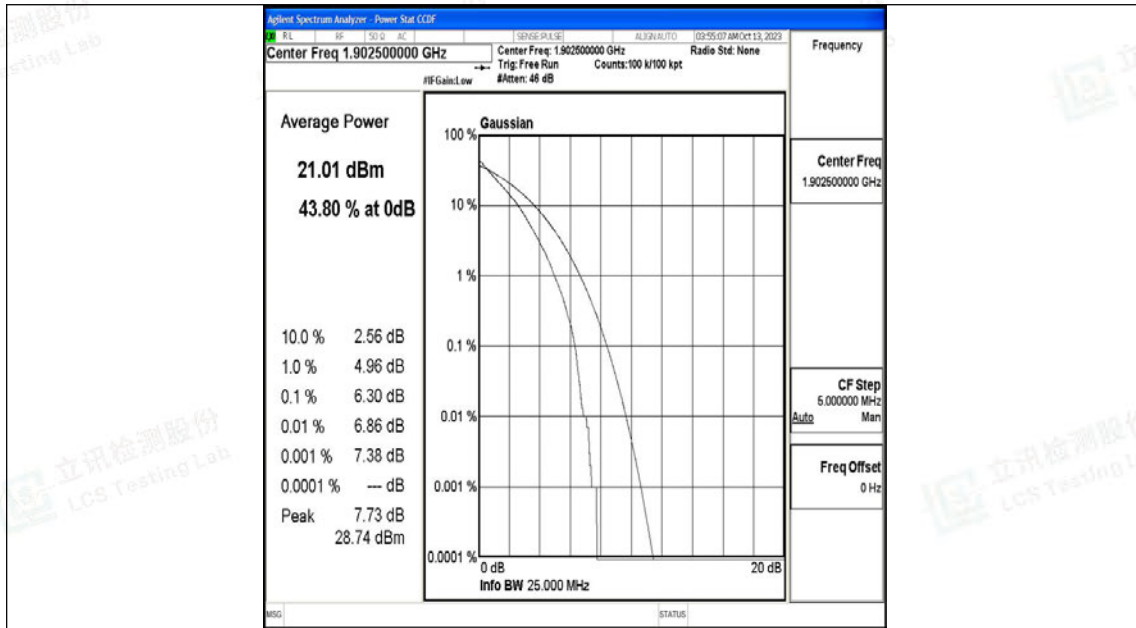 Agilent Spectrum Analyzer - Power Stat CCDF
RL RF 50 Ω AC SENSE:PULSE ALIGNAUTO 03:55:07 AM Oct 13, 2023
Center Freq 1.902500000 GHz
Center Freq: 1.902500000 GHz Radio Std: None
Trig: Free Run Counts:100 k/100 kpt
#IFGain:Low #Atten: 46 dB
Frequency
Average Power
21.01 dBm
43.80 % at 0dB
10.0 % 2.56 dB
1.0 % 4.96 dB
0.1 % 6.30 dB
0.01 % 6.86 dB
0.001 % 7.38 dB
0.0001 % --- dB
Peak 7.73 dB
28.74 dBm
Gaussian
100 %
10 %
1 %
0.1 %
0.01 %
0.001 %
0.0001 %
0 dB 20 dB
Info BW 25.000 MHz
Center Freq
1.902500000 GHz
CF Step
5.000000 MHz
Auto Man
Freq Offset
0 Hz
MSG STATUS
立讯检测股份
LCS Testing Lab
立讯检测股份
LCS Testing